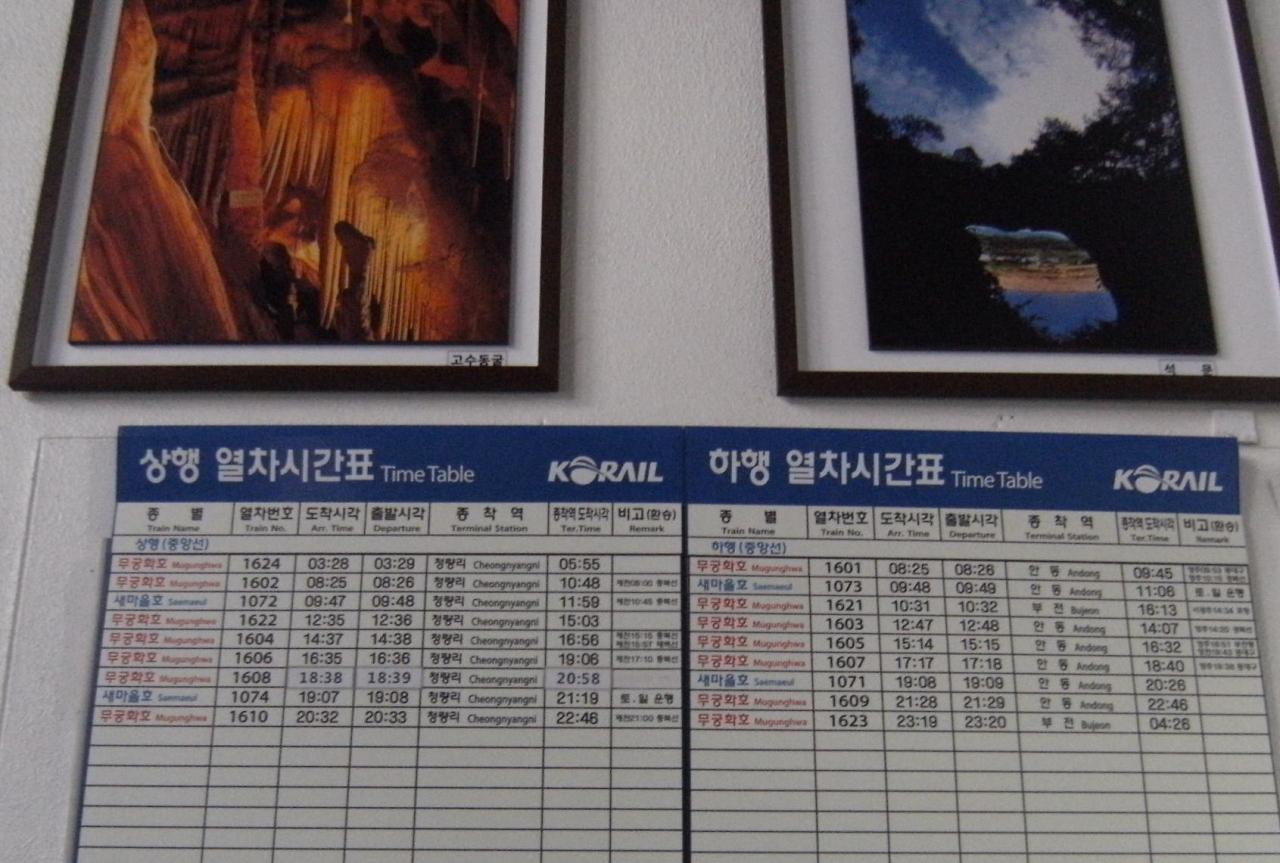 고수동굴
석 문
상행 열차시간표 Time Table KORAIL
종 별 열차번호 도착시각 출발시각 종 착 역 종착역 도착시각 비고(환승)
Train Name Train No. Arr. Time Departure Terminal Station Ter.Time Remark
상행(중앙선)
무궁화호 Mugunghwa 1624 03:28 03:29 청량리 Cheongnyangni 05:55
무궁화호 Mugunghwa 1602 08:25 08:26 청량리 Cheongnyangni 10:48
새마을호 Saemaeul 1072 09:47 09:48 청량리 Cheongnyangni 11:59
무궁화호 Mugunghwa 1622 12:35 12:36 청량리 Cheongnyangni 15:03
무궁화호 Mugunghwa 1604 14:37 14:38 청량리 Cheongnyangni 16:56
무궁화호 Mugunghwa 1606 16:35 16:36 청량리 Cheongnyangni 19:06
무궁화호 Mugunghwa 1608 18:38 18:39 청량리 Cheongnyangni 20:58
새마을호 Saemaeul 1074 19:07 19:08 청량리 Cheongnyangni 21:19 토.일 운행
무궁화호 Mugunghwa 1610 20:32 20:33 청량리 Cheongnyangni 22:46
하행 열차시간표 Time Table KORAIL
종 별 열차번호 도착시각 출발시각 종 착 역 종착역 도착시각 비고(환승)
Train Name Train No. Arr. Time Departure Terminal Station Ter.Time Remark
하행(중앙선)
무궁화호 Mugunghwa 1601 08:25 08:26 안 동 Andong 09:45
새마을호 Saemaeul 1073 09:48 09:49 안 동 Andong 11:06 토.일 운행
무궁화호 Mugunghwa 1621 10:31 10:32 부 전 Bujeon 16:13
무궁화호 Mugunghwa 1603 12:47 12:48 안 동 Andong 14:07
무궁화호 Mugunghwa 1605 15:14 15:15 안 동 Andong 16:32
무궁화호 Mugunghwa 1607 17:17 17:18 안 동 Andong 18:40
새마을호 Saemaeul 1071 19:08 19:09 안 동 Andong 20:26
무궁화호 Mugunghwa 1609 21:28 21:29 안 동 Andong 22:46
무궁화호 Mugunghwa 1623 23:19 23:20 부 전 Bujeon 04:26